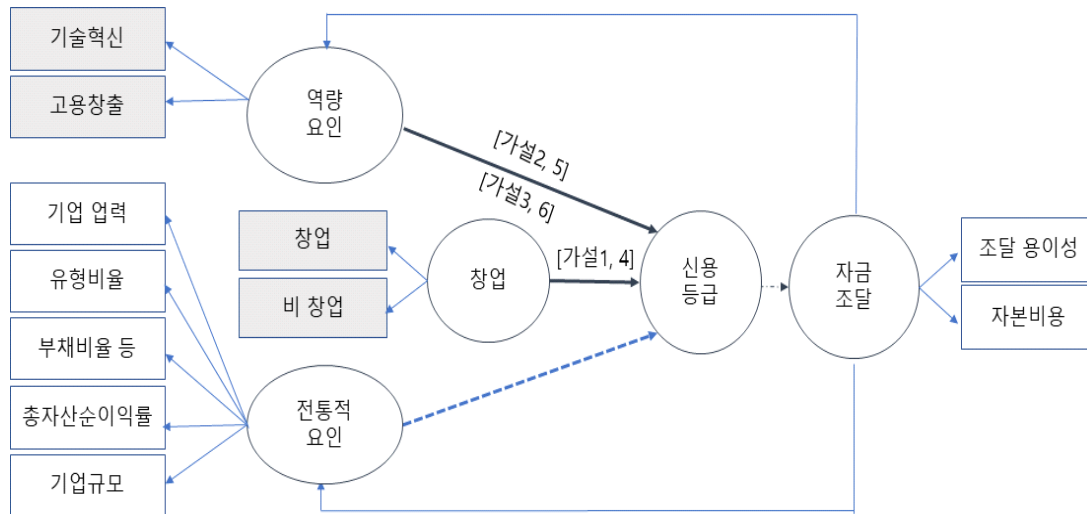 기술혁신
고용창출
역량
요인
[가설2, 5]
[가설3, 6]
기업 업력
유형비율
부채비율 등
총자산순이익률
기업규모
창업
비 창업
창업
[가설1, 4]
신용
등급
자금
조달
조달 용이성
자본비용
전통적
요인